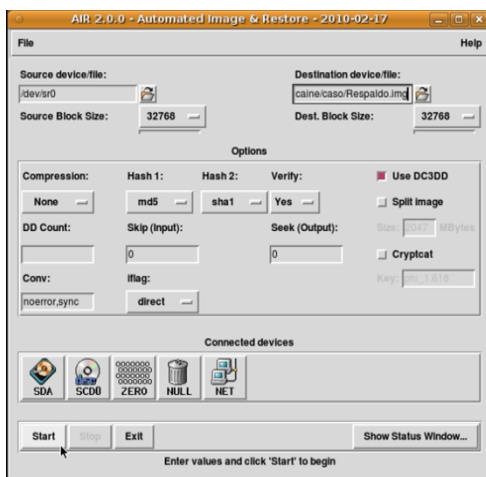 AIR 2.0.0 - Automated Image & Restore - 2010-02-17
File Help
Source device/file: Destination device/file:
/dev/sr0 caine/caso/Respaldo.img
Source Block Size: 32768 Dest. Block Size: 32768
Options
Compression: Hash 1: Hash 2: Verify: Use DC3DD
None md5 sha1 Yes Split image
DD Count: Skip (Input): Seek (Output): Size: 2047 MBytes
0 0 Cryptcat
Conv: iflag: Key: phi_1.618
noerror,sync direct
Connected devices
SDA SCD0 ZERO NULL NET
Start Stop Exit Show Status Window...
Enter values and click 'Start' to begin